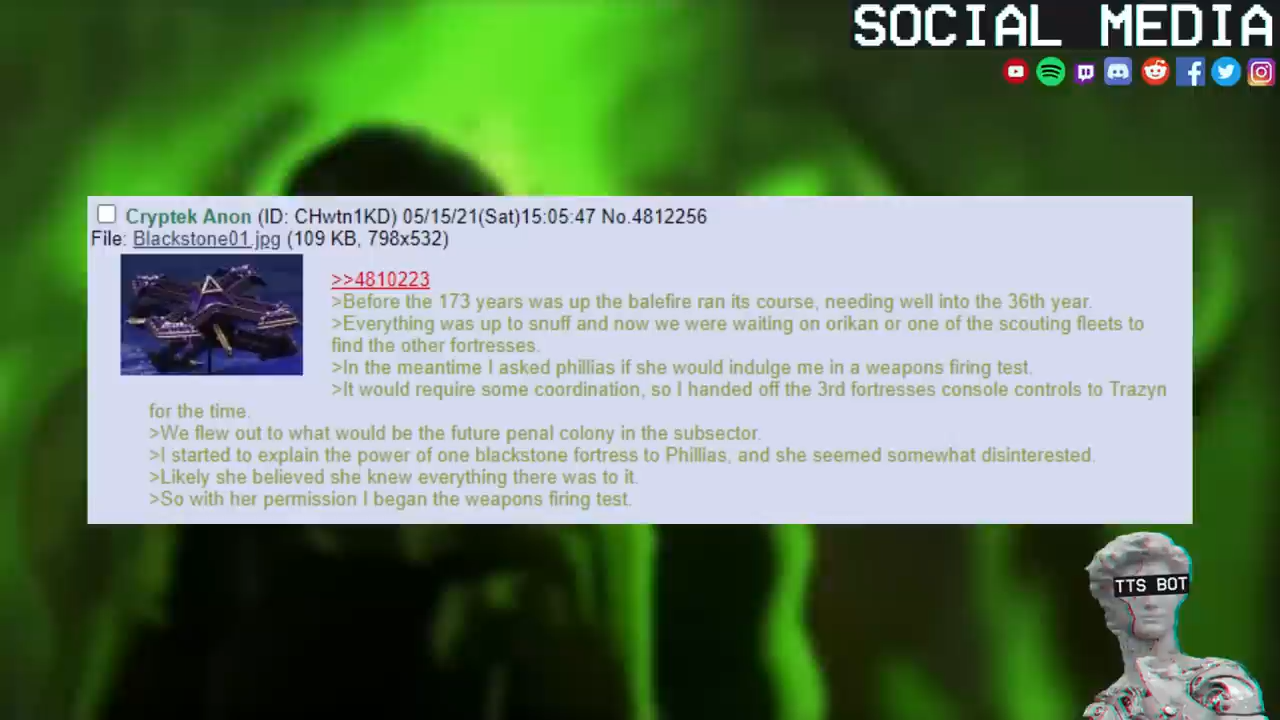 SOCIAL MEDIA
Cryptek Anon (ID: CHwtn1KD) 05/15/21(Sat)15:05:47 No.4812256
File: Blackstone01.jpg (109 KB, 798x532)
>>4810223
>Before the 173 years was up the balefire ran its course, needing well into the 36th year.
>Everything was up to snuff and now we were waiting on orikan or one of the scouting fleets to
find the other fortresses.
>In the meantime I asked phillias if she would indulge me in a weapons firing test.
>It would require some coordination, so I handed off the 3rd fortresses console controls to Trazyn
for the time.
>We flew out to what would be the future penal colony in the subsector.
>I started to explain the power of one blackstone fortress to Phillias, and she seemed somewhat disinterested.
>Likely she believed she knew everything there was to it.
>So with her permission I began the weapons firing test.
TTS BOT